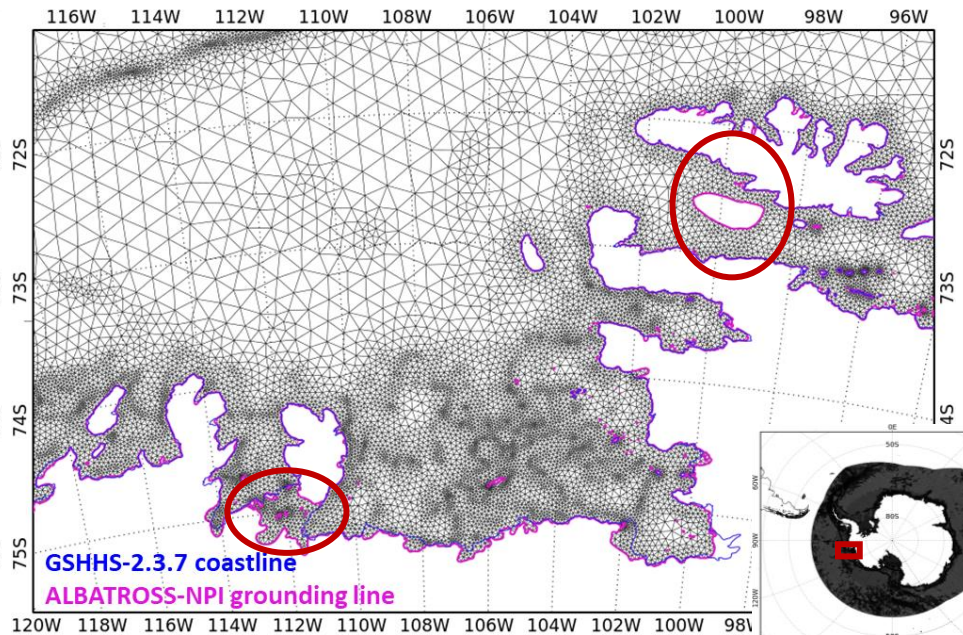 116W 114W 112W 110W 108W 106W 104W 102W 100W 98W 96W
72S 72S
73S 73S
74S 74S
75S
GSHHS-2.3.7 coastline
ALBATROSS-NPI grounding line
120W 118W 116W 114W 112W 110W 108W 106W 104W 102W 100W 98W
0E
50S
60W
80S
90W
120W